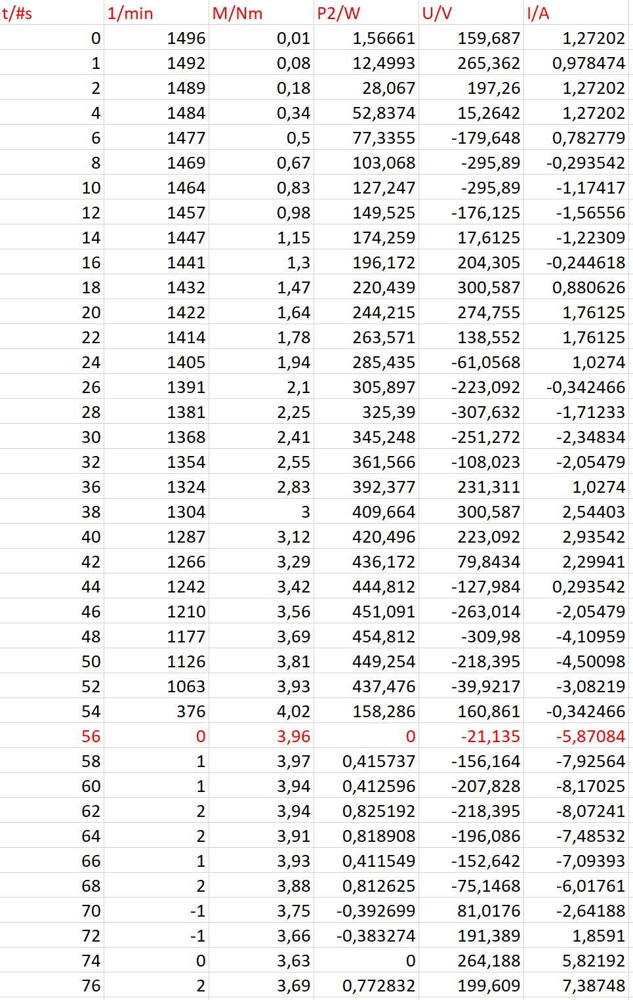 t/#s 1/min M/Nm P2/W U/V I/A
0 1496 0,01 1,56661 159,687 1,27202
1 1492 0,08 12,4993 265,362 0,978474
2 1489 0,18 28,067 197,26 1,27202
4 1484 0,34 52,8374 15,2642 1,27202
6 1477 0,5 77,3355 -179,648 0,782779
8 1469 0,67 103,068 -295,89 -0,293542
10 1464 0,83 127,247 -295,89 -1,17417
12 1457 0,98 149,525 -176,125 -1,56556
14 1447 1,15 174,259 17,6125 -1,22309
16 1441 1,3 196,172 204,305 -0,244618
18 1432 1,47 220,439 300,587 0,880626
20 1422 1,64 244,215 274,755 1,76125
22 1414 1,78 263,571 138,552 1,76125
24 1405 1,94 285,435 -61,0568 1,0274
26 1391 2,1 305,897 -223,092 -0,342466
28 1381 2,25 325,39 -307,632 -1,71233
30 1368 2,41 345,248 -251,272 -2,34834
32 1354 2,55 361,566 -108,023 -2,05479
36 1324 2,83 392,377 231,311 1,0274
38 1304 3 409,664 300,587 2,54403
40 1287 3,12 420,496 223,092 2,93542
42 1266 3,29 436,172 79,8434 2,29941
44 1242 3,42 444,812 -127,984 0,293542
46 1210 3,56 451,091 -263,014 -2,05479
48 1177 3,69 454,812 -309,98 -4,10959
50 1126 3,81 449,254 -218,395 -4,50098
52 1063 3,93 437,476 -39,9217 -3,08219
54 376 4,02 158,286 160,861 -0,342466
56 0 3,96 0 -21,135 -5,87084
58 1 3,97 0,415737 -156,164 -7,92564
60 1 3,94 0,412596 -207,828 -8,17025
62 2 3,94 0,825192 -218,395 -8,07241
64 2 3,91 0,818908 -196,086 -7,48532
66 1 3,93 0,411549 -152,642 -7,09393
68 2 3,88 0,812625 -75,1468 -6,01761
70 -1 3,75 -0,392699 81,0176 -2,64188
72 -1 3,66 -0,383274 191,389 1,8591
74 0 3,63 0 264,188 5,82192
76 2 3,69 0,772832 199,609 7,38748